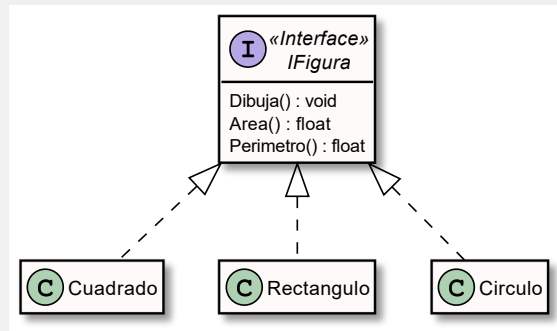 I «Interface»
IFigura
Dibuja() : void
Area() : float
Perimetro() : float
C Cuadrado
C Rectangulo
C Circulo